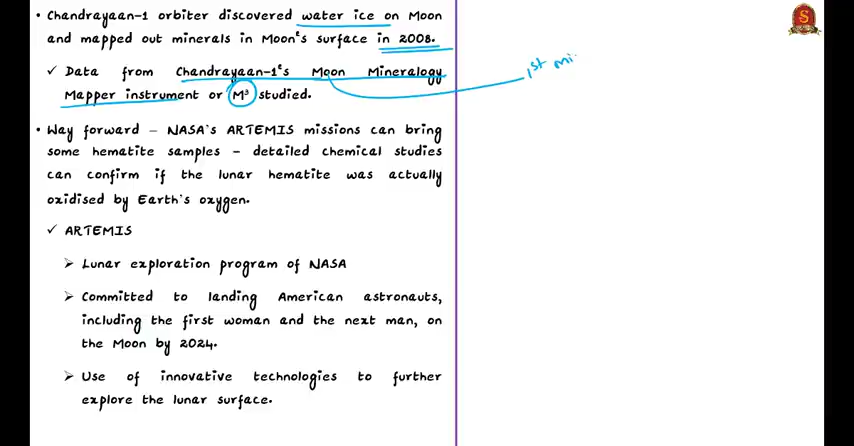 • Chandrayaan-1 orbiter discovered water ice on Moon
and mapped out minerals in Moon's surface in 2008.
✓ Data from Chandrayaan-1's Moon Mineralogy
Mapper instrument or M³ studied.
1st mi
• Way forward – NASA's ARTEMIS missions can bring
some hematite samples – detailed chemical studies
can confirm if the lunar hematite was actually
oxidised by Earth's oxygen.
✓ ARTEMIS
➢ Lunar exploration program of NASA
➢ Committed to landing American astronauts,
including the first woman and the next man, on
the Moon by 2024.
➢ Use of innovative technologies to further
explore the lunar surface.